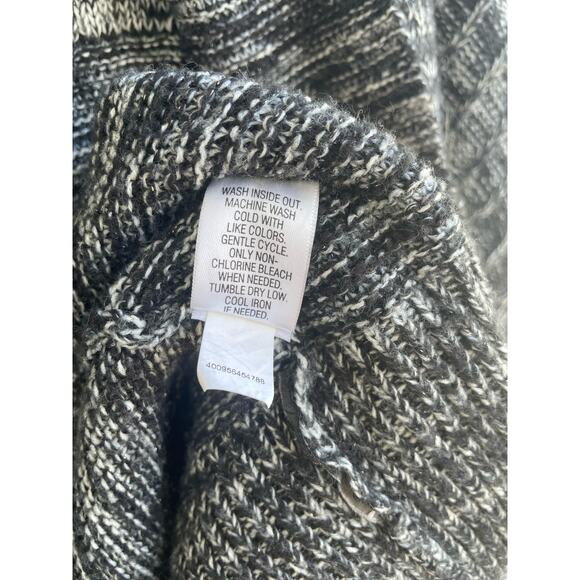 WASH INSIDE OUT.
MACHINE WASH
COLD WITH
LIKE COLORS.
GENTLE CYCLE.
ONLY NON-
CHLORINE BLEACH
WHEN NEEDED.
TUMBLE DRY LOW.
COOL IRON
IF NEEDED.
400956454788